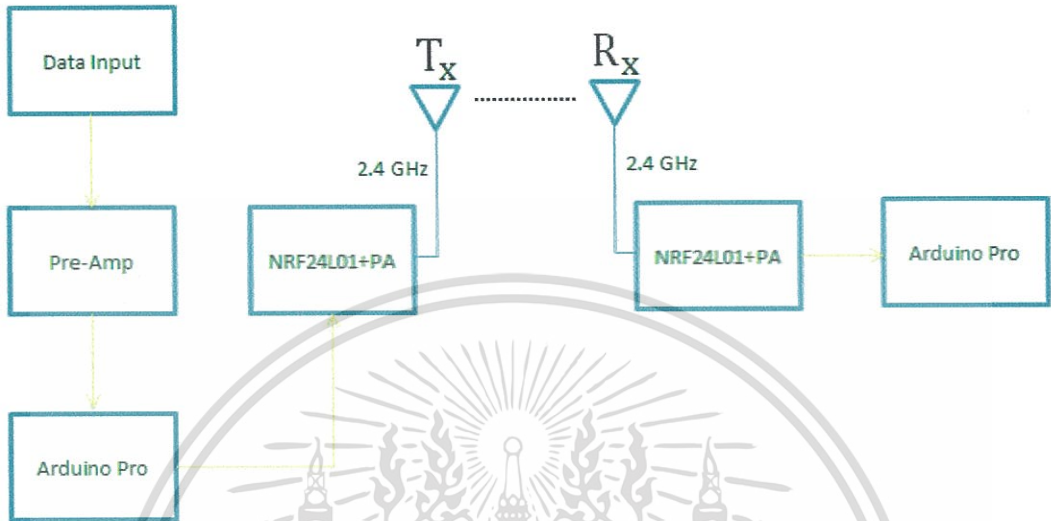 Data Input
Tx
Rx
2.4 GHz
2.4 GHz
Pre-Amp
NRF24L01+PA
NRF24L01+PA
Arduino Pro
Arduino Pro